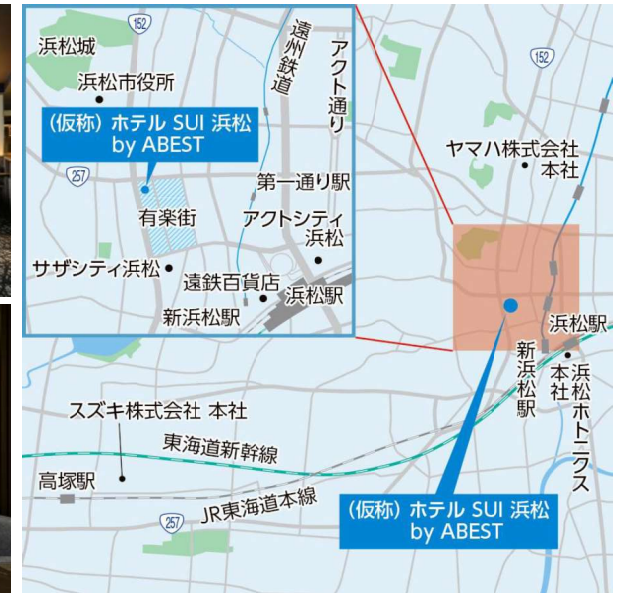 152
浜松城
浜松市役所
(仮称) ホテル SUI 浜松
by ABEST
257
有楽街
サザシティ浜松
遠州鉄道
アクト通り
第一通り駅
アクトシティ
浜松
遠鉄百貨店
浜松駅
新浜松駅
152
ヤマハ株式会社
本社
浜松駅
新浜松駅
浜松ホトニクス
本社
スズキ株式会社 本社
東海道新幹線
高塚駅
JR東海道本線
257
(仮称) ホテル SUI 浜松
by ABEST